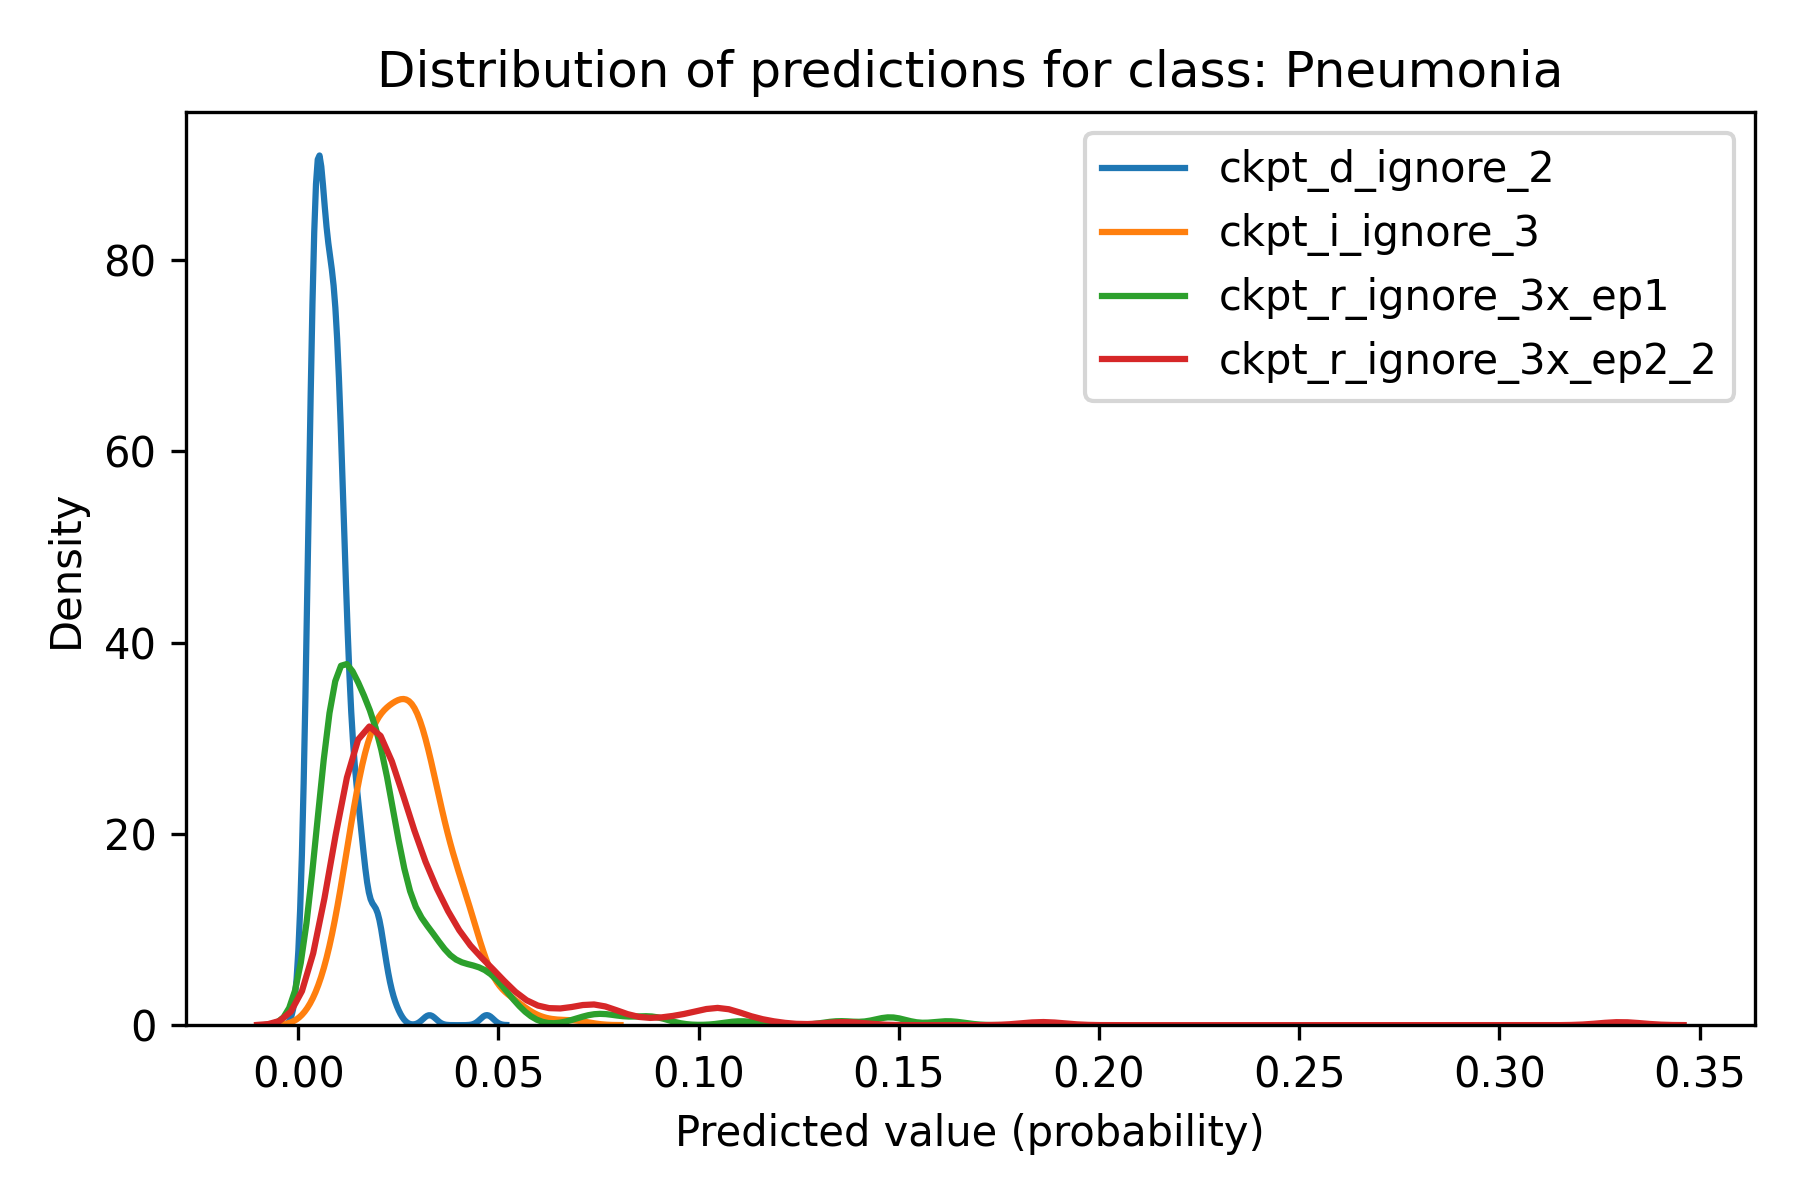 Distribution of predictions for class: Pneumonia
ckpt_d_ignore_2
ckpt_i_ignore_3
ckpt_r_ignore_3x_ep1
ckpt_r_ignore_3x_ep2_2
Density
80
60
40
20
0
0.00 0.05 0.10 0.15 0.20 0.25 0.30 0.35
Predicted value (probability)